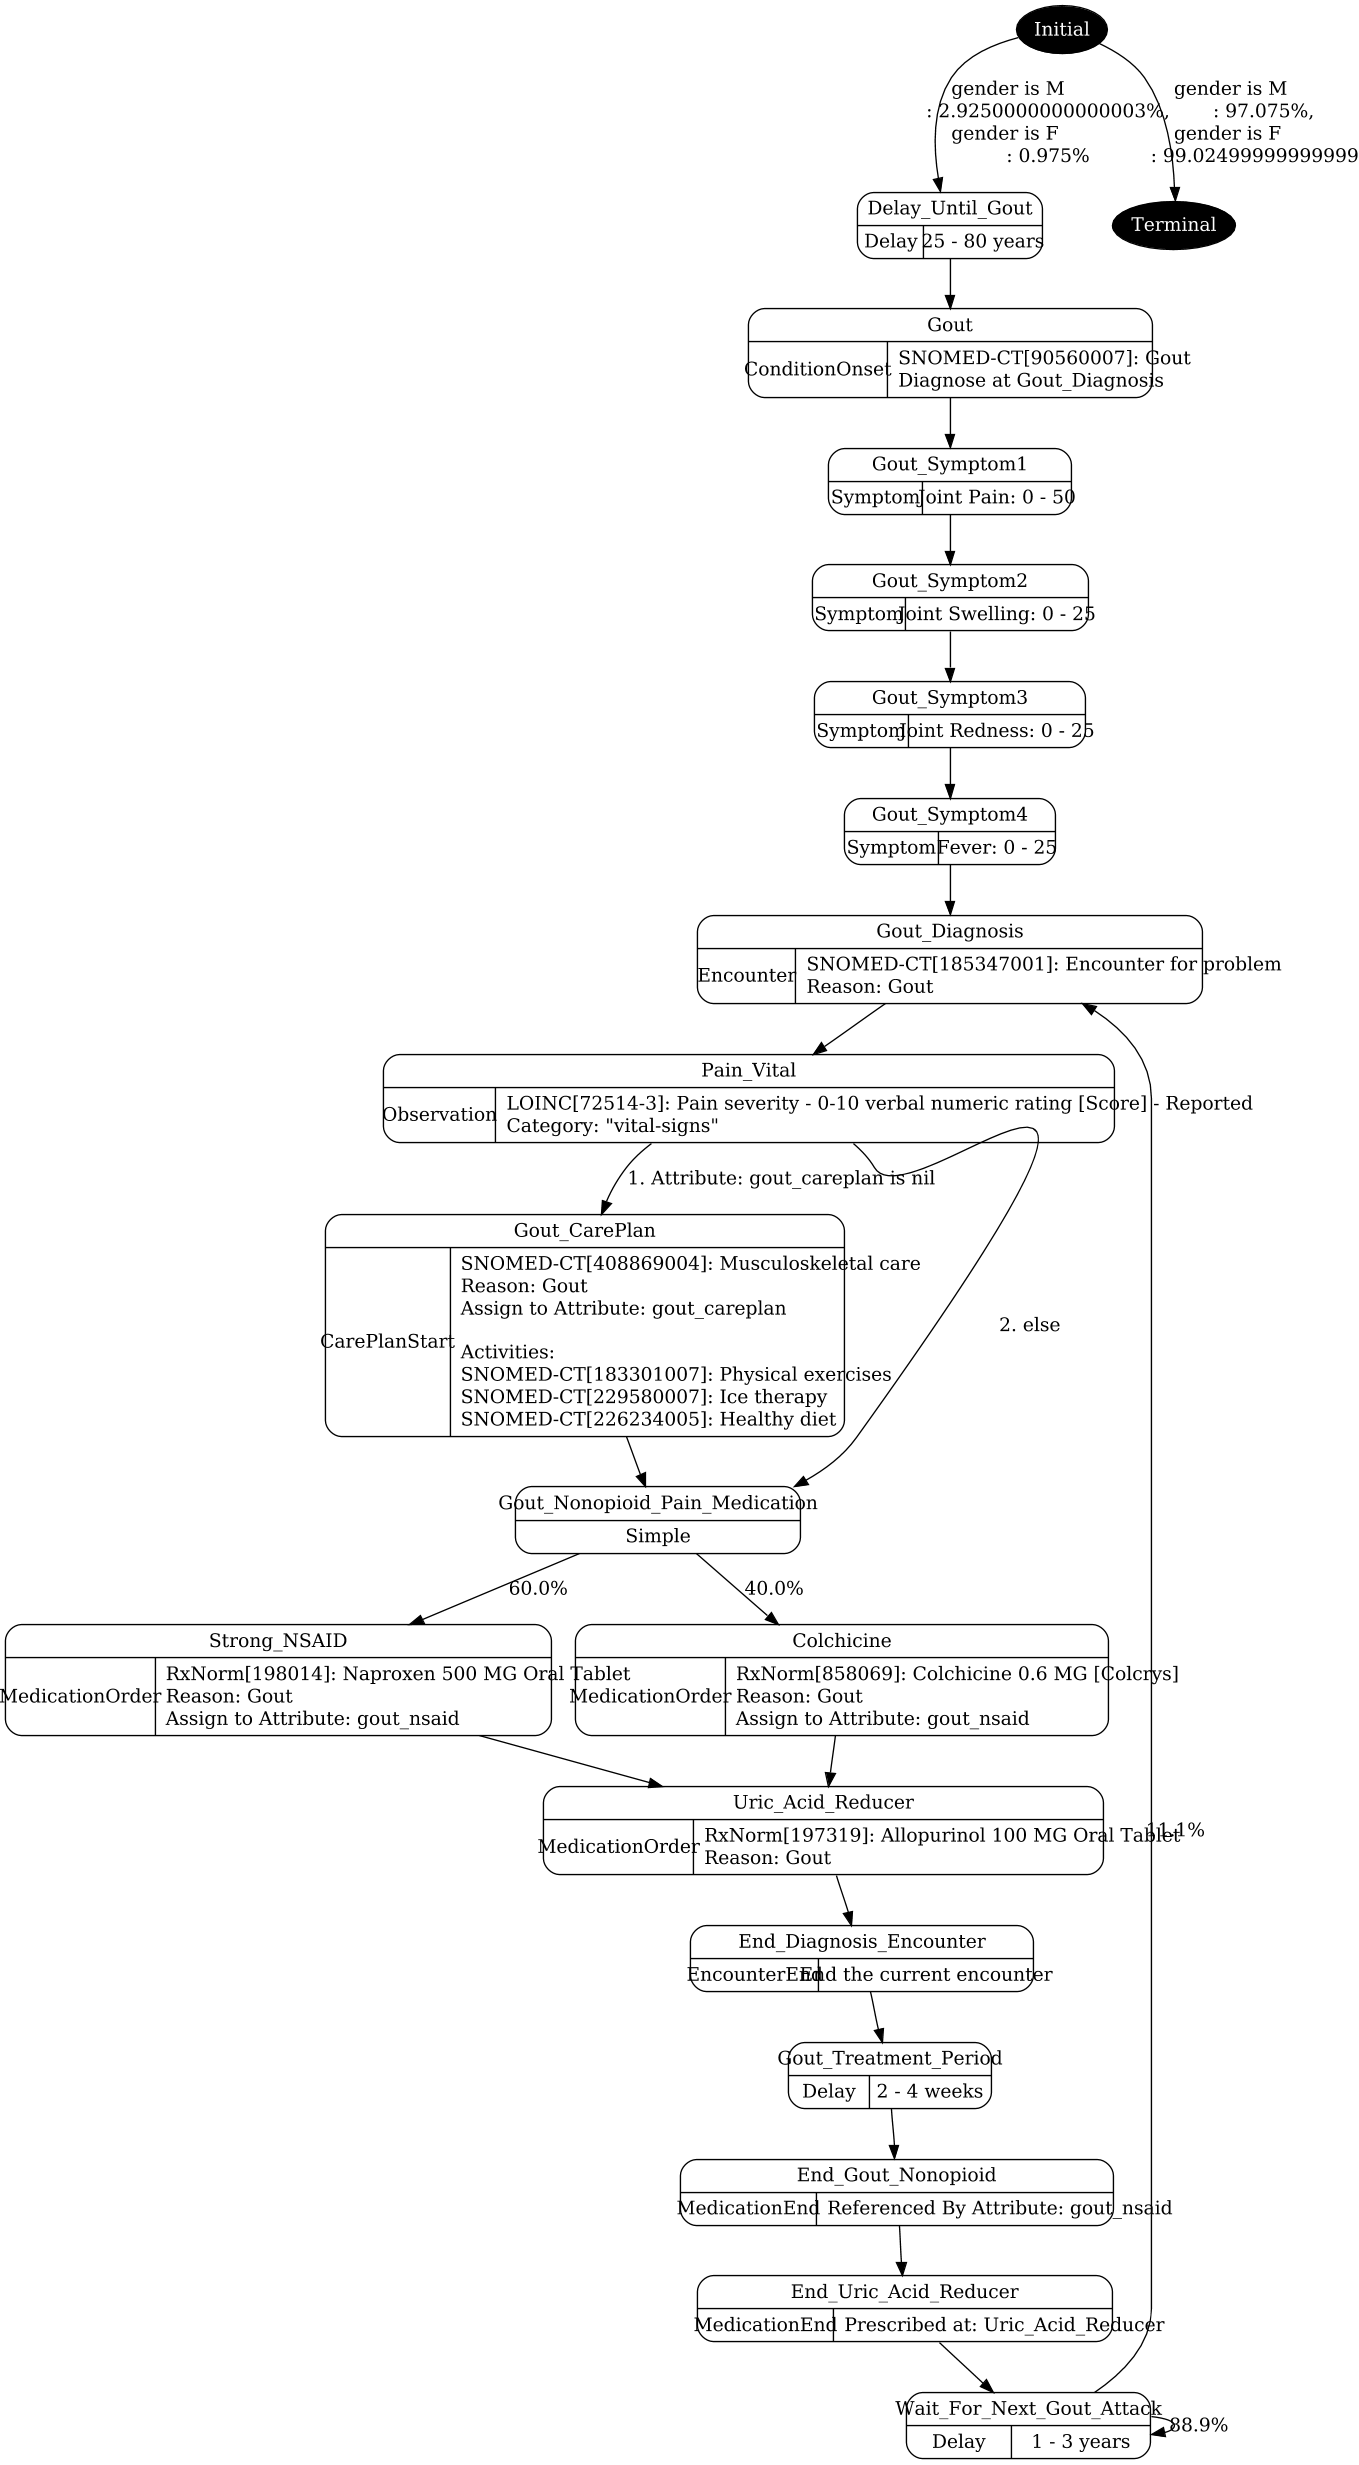 Initial
gender is M
: 2.9250000000000003%,
gender is F
: 0.975%
gender is M
: 97.075%,
gender is F
: 99.02499999999999
Delay_Until_Gout
Delay
25 - 80 years
Terminal
Gout
ConditionOnset
SNOMED-CT[90560007]: Gout
Diagnose at Gout_Diagnosis
Gout_Symptom1
Symptom
Joint Pain: 0 - 50
Gout_Symptom2
Symptom
Joint Swelling: 0 - 25
Gout_Symptom3
Symptom
Joint Redness: 0 - 25
Gout_Symptom4
Symptom
Fever: 0 - 25
Gout_Diagnosis
Encounter
SNOMED-CT[185347001]: Encounter for problem
Reason: Gout
Pain_Vital
Observation
LOINC[72514-3]: Pain severity - 0-10 verbal numeric rating [Score] - Reported
Category: "vital-signs"
1. Attribute: gout_careplan is nil
Gout_CarePlan
CarePlanStart
SNOMED-CT[408869004]: Musculoskeletal care
Reason: Gout
Assign to Attribute: gout_careplan
Activities:
SNOMED-CT[183301007]: Physical exercises
SNOMED-CT[229580007]: Ice therapy
SNOMED-CT[226234005]: Healthy diet
2. else
Gout_Nonopioid_Pain_Medication
Simple
60.0%
40.0%
Strong_NSAID
MedicationOrder
RxNorm[198014]: Naproxen 500 MG Oral Tablet
Reason: Gout
Assign to Attribute: gout_nsaid
Colchicine
MedicationOrder
RxNorm[858069]: Colchicine 0.6 MG [Colcrys]
Reason: Gout
Assign to Attribute: gout_nsaid
Uric_Acid_Reducer
MedicationOrder
RxNorm[197319]: Allopurinol 100 MG Oral Tablet
Reason: Gout
11.1%
End_Diagnosis_Encounter
EncounterEnd
End the current encounter
Gout_Treatment_Period
Delay
2 - 4 weeks
End_Gout_Nonopioid
MedicationEnd
Referenced By Attribute: gout_nsaid
End_Uric_Acid_Reducer
MedicationEnd
Prescribed at: Uric_Acid_Reducer
Wait_For_Next_Gout_Attack
Delay
1 - 3 years
88.9%